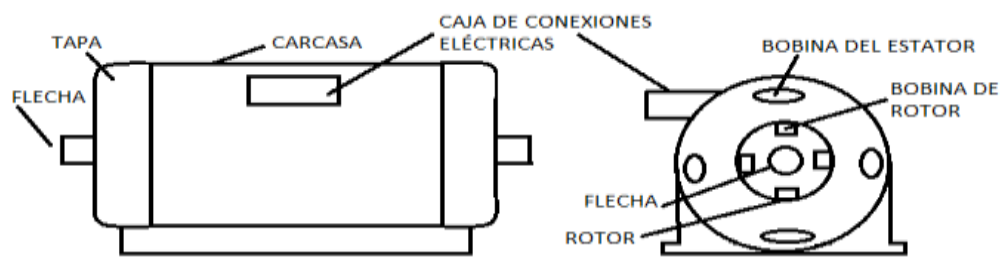 TAPA
CARCASA
CAJA DE CONEXIONES
ELÉCTRICAS
FLECHA
BOBINA DEL ESTATOR
BOBINA DE
ROTOR
FLECHA
ROTOR